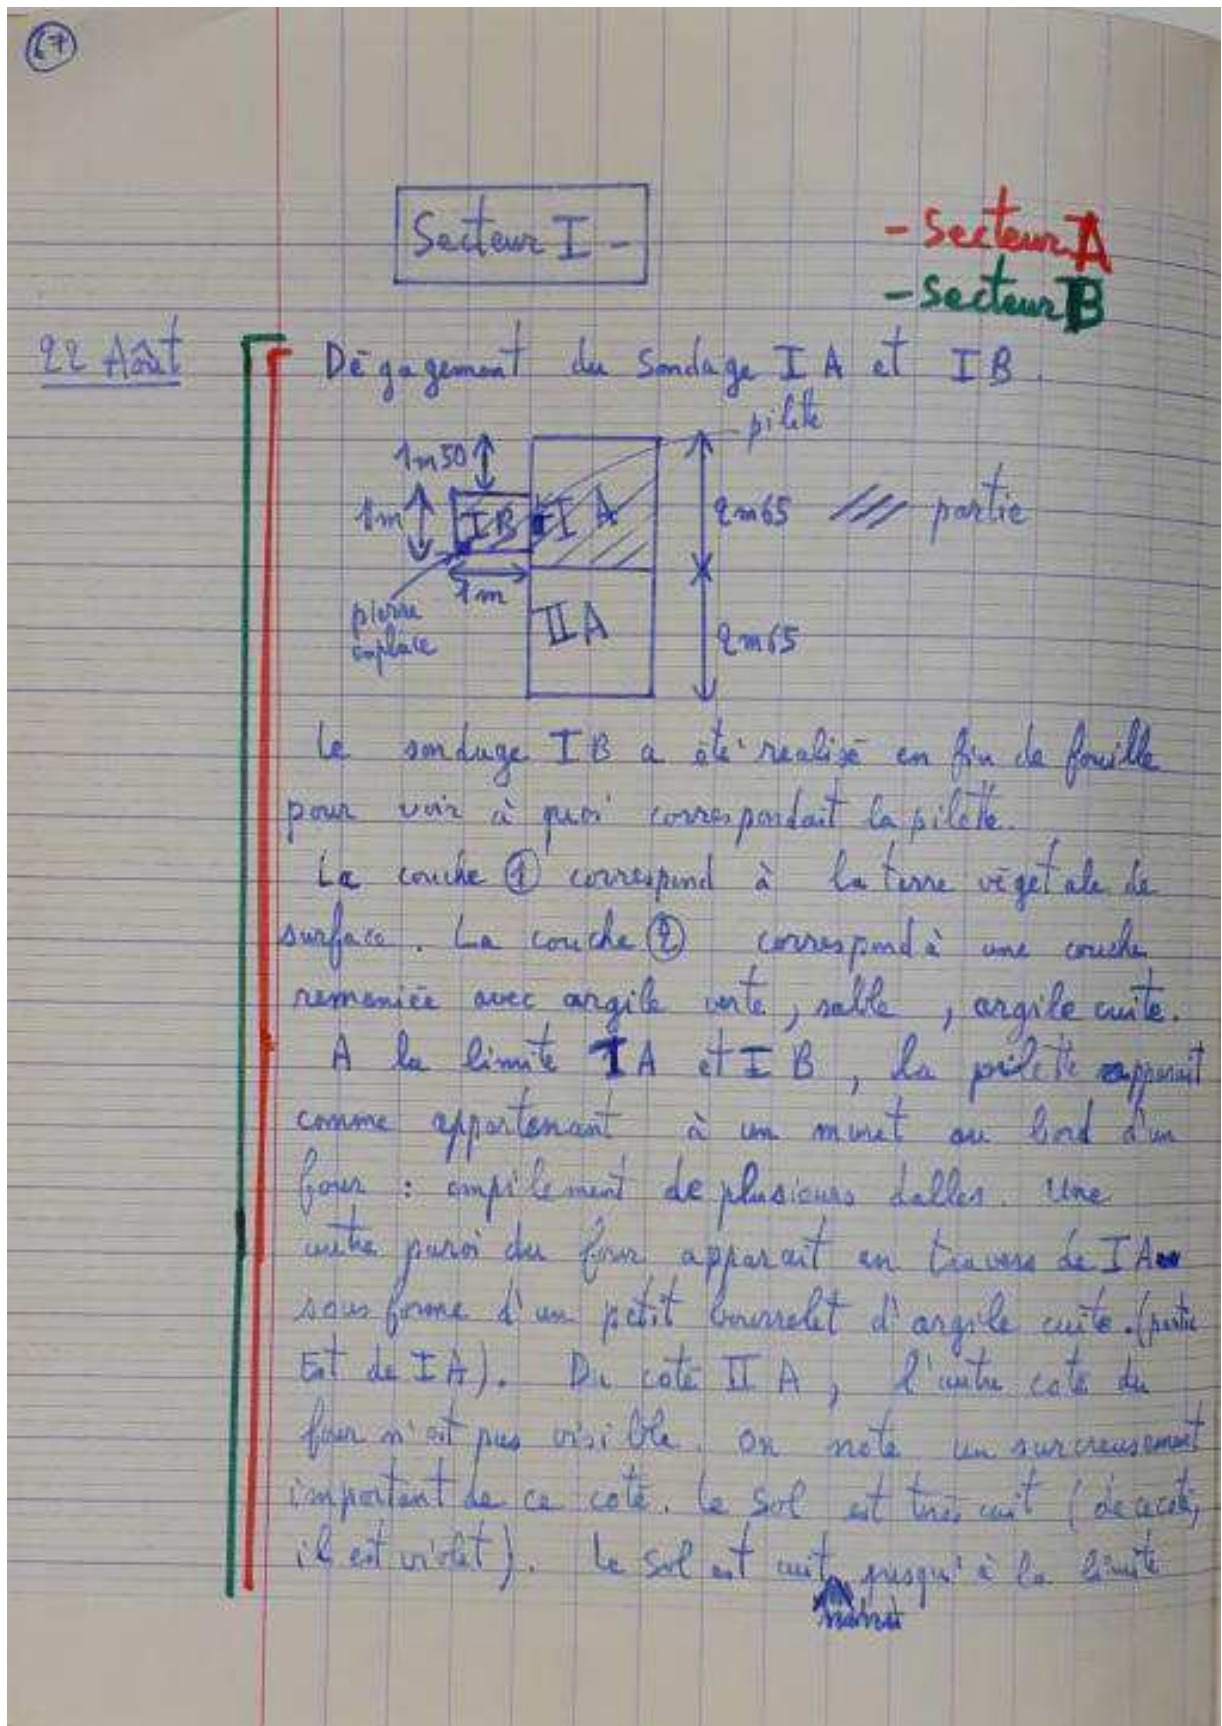 67
Secteur I -
- Secteur A
- Secteur B
22 Août
Dégagement du Sondage I A et I B.
pilette
1m50
1m
I B
I A
2m65
partie
1m
pierre
en place
II A
2m65
Le sondage I B a été realisé en fin de fouille
pour voir à quoi correspondait la pilette.
La couche 1 correspond à la terre végetale de
surface. La couche 2 correspond à une couche
remaniée avec argile verte, sable , argile cuite.
A la limite I A et I B , la pilette apparait
comme appartenant à un muret au bord d'un
four : empilement de plusieurs dalles. Une
autre paroi du four apparait en travers de I A
sous forme d'un petit bourrelet d'argile cuite. (partie
Est de I A). Du coté II A , l'autre coté du
four n'est pas visible. On note un surcreusement
important de ce coté. Le sol est très cuit (de ce coté,
il est violet). Le sol est cuit jusqu'à la limite